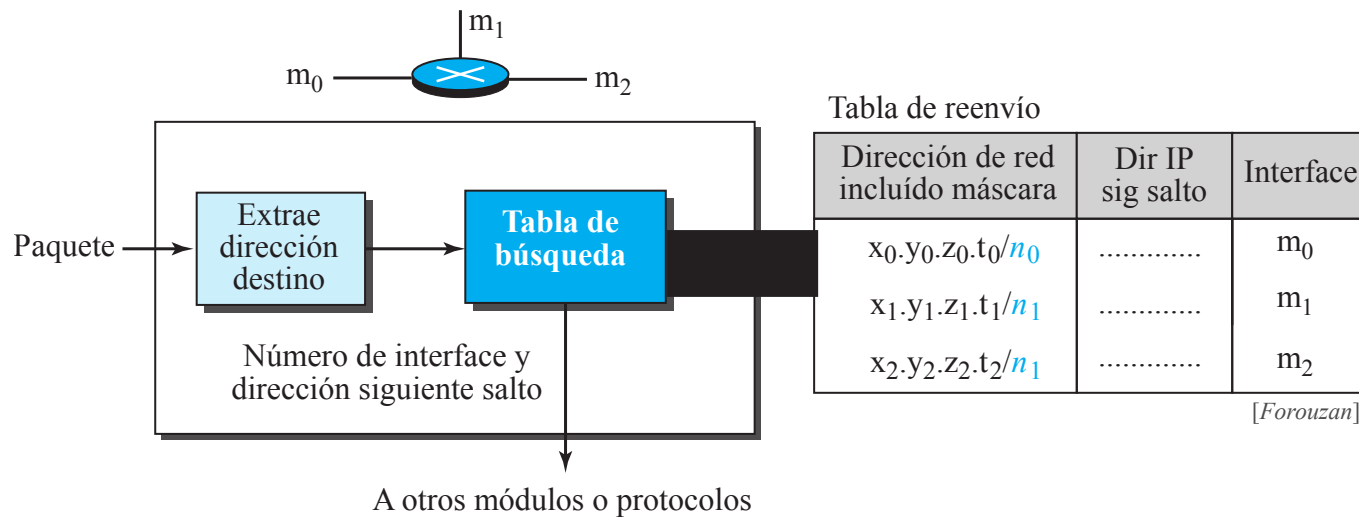 m1
m0
m2
Tabla de reenvío
Dirección de red
incluído máscara
Dir IP
sig salto
Interface
Paquete
Extrae
dirección
destino
Tabla de
búsqueda
x0.y0.z0.t0/n0 ............. m0
x1.y1.z1.t1/n1 ............. m1
x2.y2.z2.t2/n1 ............. m2
Número de interface y
dirección siguiente salto
[Forouzan]
A otros módulos o protocolos